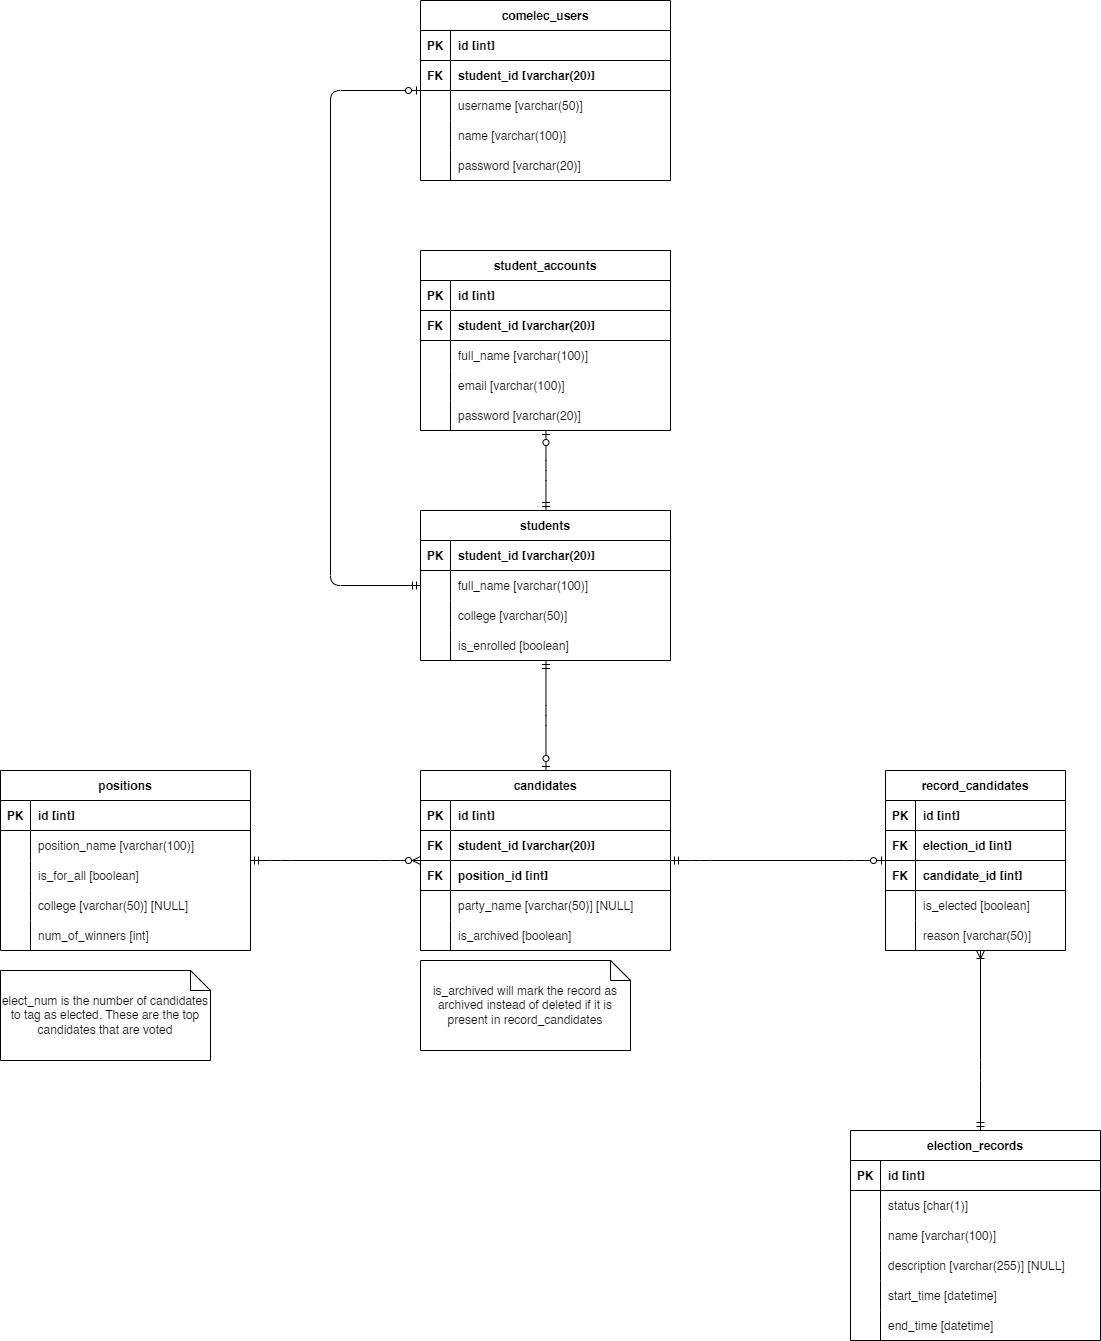 comelec_users
PK id [int]
FK student_id [varchar(20)]
username [varchar(50)]
name [varchar(100)]
password [varchar(20)]
student_accounts
PK id [int]
FK student_id [varchar(20)]
full_name [varchar(100)]
email [varchar(100)]
password [varchar(20)]
students
PK student_id [varchar(20)]
full_name [varchar(100)]
college [varchar(50)]
is_enrolled [boolean]
positions
PK id [int]
position_name [varchar(100)]
is_for_all [boolean]
college [varchar(50)] [NULL]
num_of_winners [int]
elect_num is the number of candidates
to tag as elected. These are the top
candidates that are voted
candidates
PK id [int]
FK student_id [varchar(20)]
FK position_id [int]
party_name [varchar(50)] [NULL]
is_archived [boolean]
is_archived will mark the record as
archived instead of deleted if it is
present in record_candidates
record_candidates
PK id [int]
FK election_id [int]
FK candidate_id [int]
is_elected [boolean]
reason [varchar(50)]
election_records
PK id [int]
status [char(1)]
name [varchar(100)]
description [varchar(255)] [NULL]
start_time [datetime]
end_time [datetime]